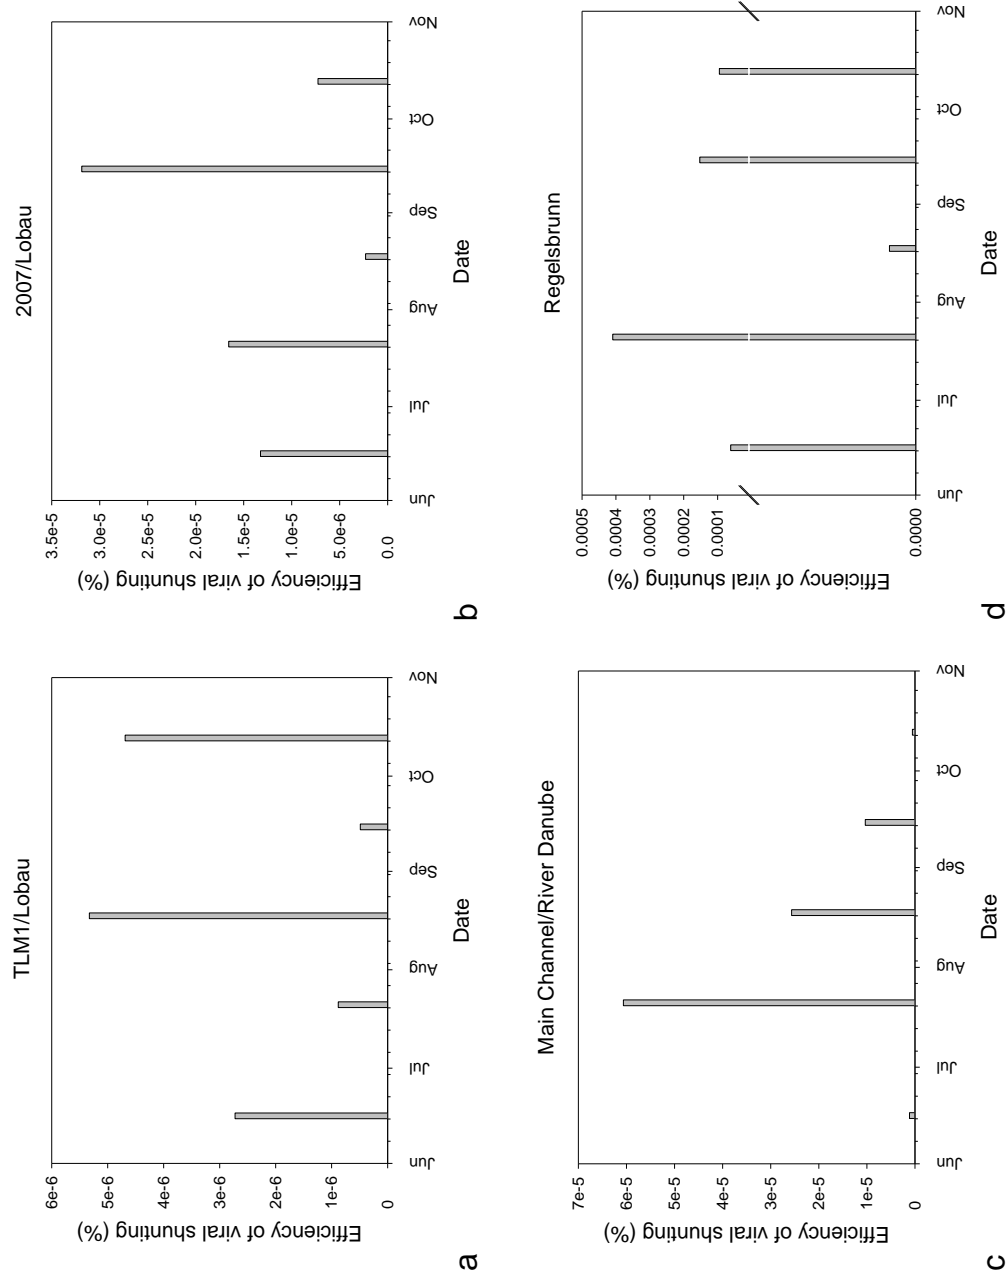 a
TLM1/Lobau
Efficiency of viral shunting (%)
6e-6
5e-6
4e-6
3e-6
2e-6
1e-6
0
Jun
Jul
Aug
Sep
Oct
Nov
Date
b
2007/Lobau
Efficiency of viral shunting (%)
3.5e-5
3.0e-5
2.5e-5
2.0e-5
1.5e-5
1.0e-5
5.0e-6
0.0
Jun
Jul
Aug
Sep
Oct
Nov
Date
c
Main Channel/River Danube
Efficiency of viral shunting (%)
7e-5
6e-5
5e-5
4e-5
3e-5
2e-5
1e-5
0
Jun
Jul
Aug
Sep
Oct
Nov
Date
d
Regelsbrunn
Efficiency of viral shunting (%)
0.0005
0.0004
0.0003
0.0002
0.0001
0.0000
Jun
Jul
Aug
Sep
Oct
Nov
Date